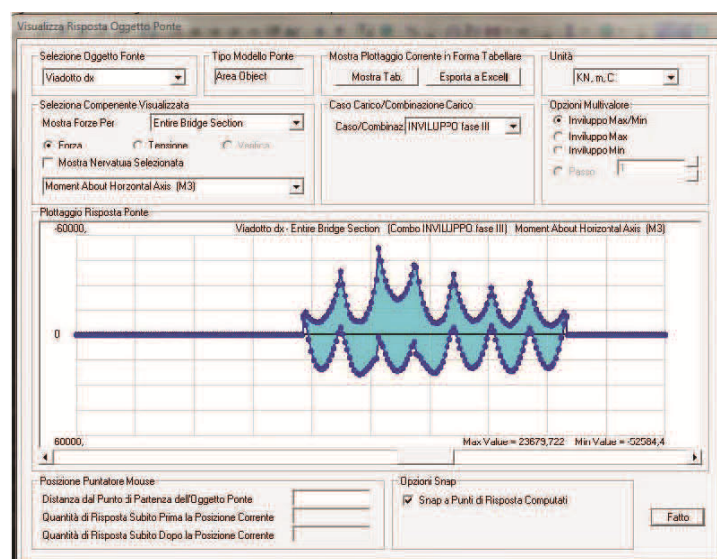 Visualizza Risposta Oggetto Ponte
Selezione Oggetto Fonte
Tipo Modello Ponte
Mostra Plottaggio Corrente in Forma Tabellare
Unità
Viadotto dx
Area Object
Mostra Tab.
Esporta a Excell
KN, m, C
Seleziona Compenente Visualizzata
Caso Carico/Combinazione Carico
Opzioni Multivalore
Mostra Forze Per
Entire Bridge Section
Caso/Combinaz
INVILUPPO fase III
Inviluppo Max/Min
Forza
Tensione
Verifica
Inviluppo Max
Inviluppo Min
Mostra Nervatura Selezionata
Passo
1
Moment About Horzontal Axis (M3)
Plottaggio Risposta Ponte
-60000,
Viadotto dx - Entire Bridge Section (Combo INVILUPPO fase III) Moment About Horizontal Axis (M3)
0
60000,
Max Value = 23679,722 Min Value = -52584,4
Posizione Puntatore Mouse
Opzioni Snap
Distanza dal Punto di Partenza dell'Oggetto Ponte
Snap a Punti di Risposta Computati
Quantità di Risposta Subito Prima la Posizione Corrente
Fatto
Quantità di Risposta Subito Dopo la Posizione Corrente